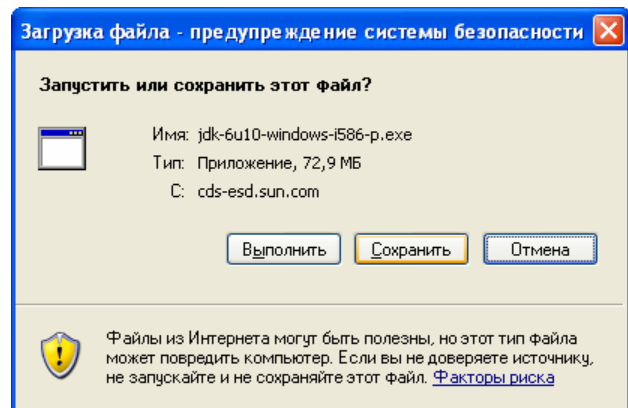 Загрузка файла - предупреждение системы безопасности
Запустить или сохранить этот файл?
Имя: jdk-6u10-windows-i586-p.exe
Тип: Приложение, 72,9 МБ
С: cds-esd.sun.com
Выполнить Сохранить Отмена
Файлы из Интернета могут быть полезны, но этот тип файла
может повредить компьютер. Если вы не доверяете источнику,
не запускайте и не сохраняйте этот файл. Факторы риска